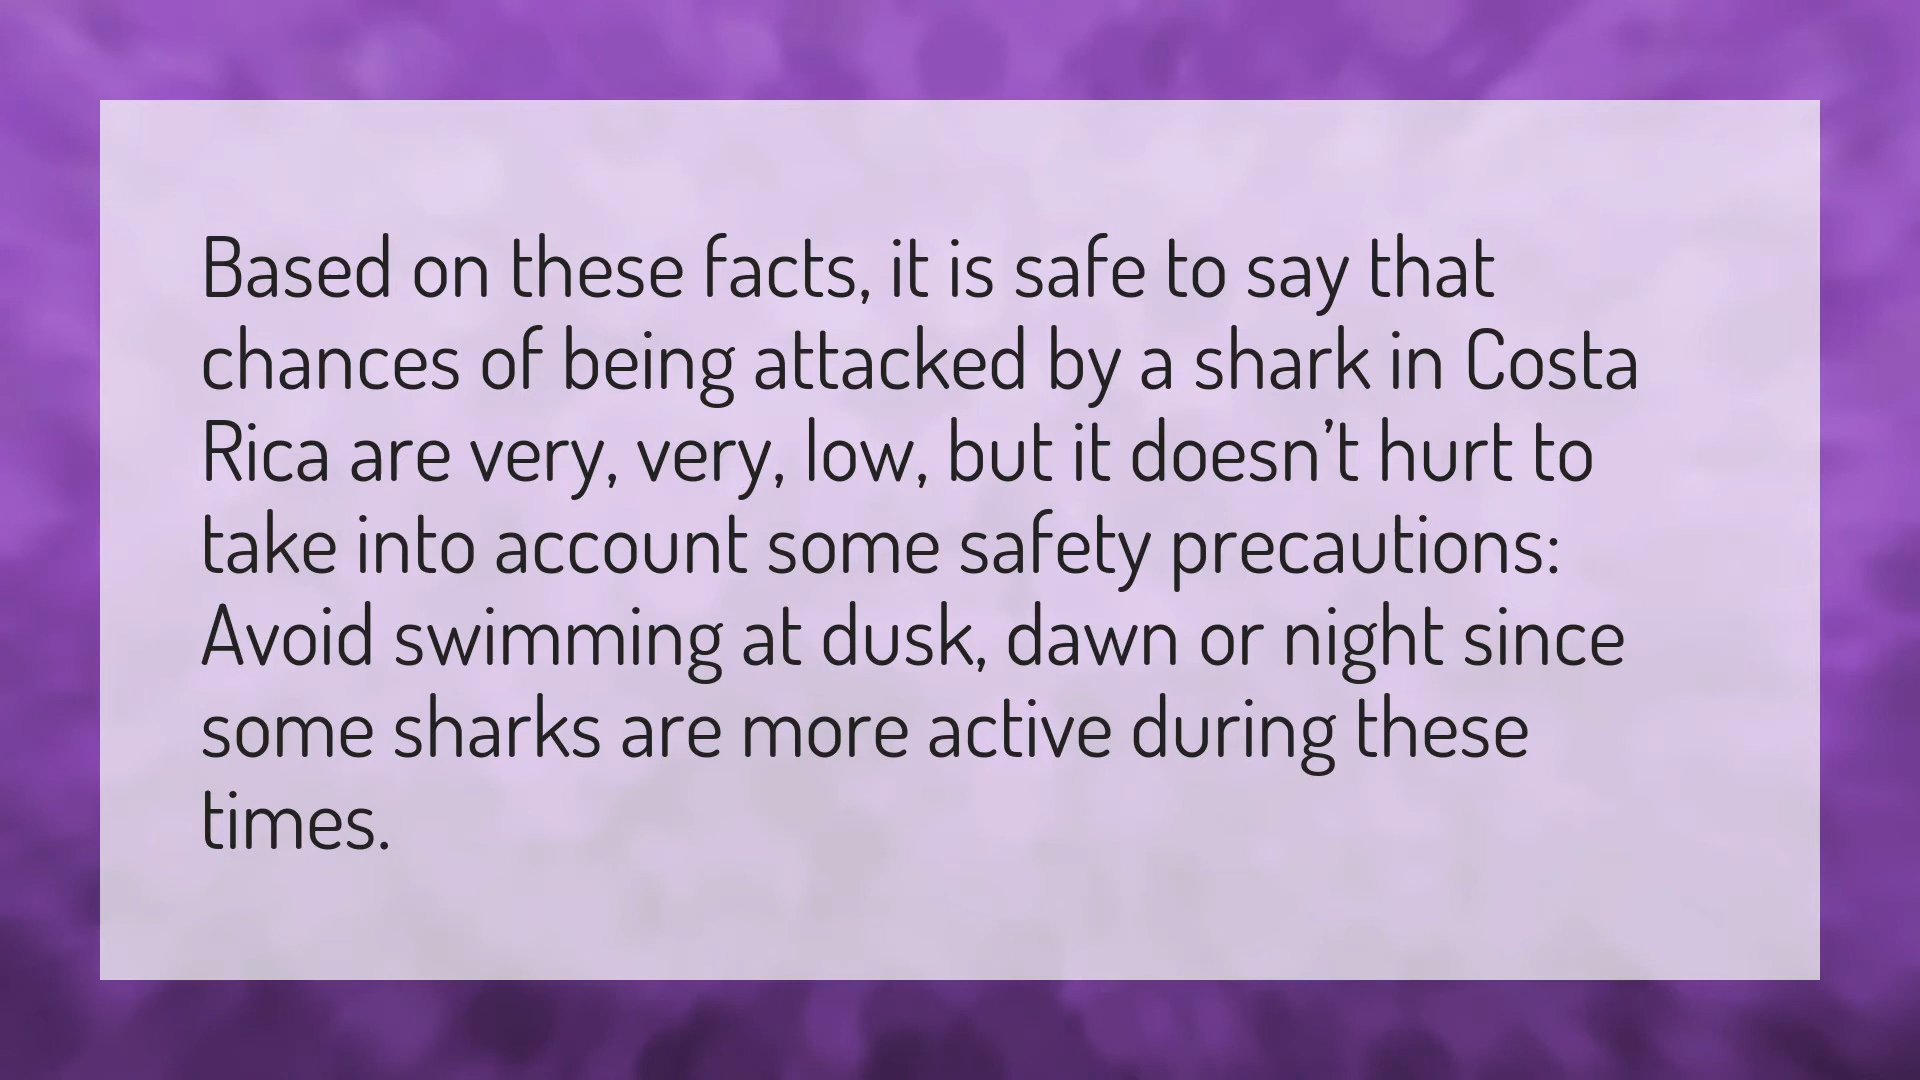 Based on these facts, it is safe to say that
chances of being attacked by a shark in Costa
Rica are very, very, low, but it doesn’t hurt to
take into account some safety precautions:
Avoid swimming at dusk, dawn or night since
some sharks are more active during these
times.